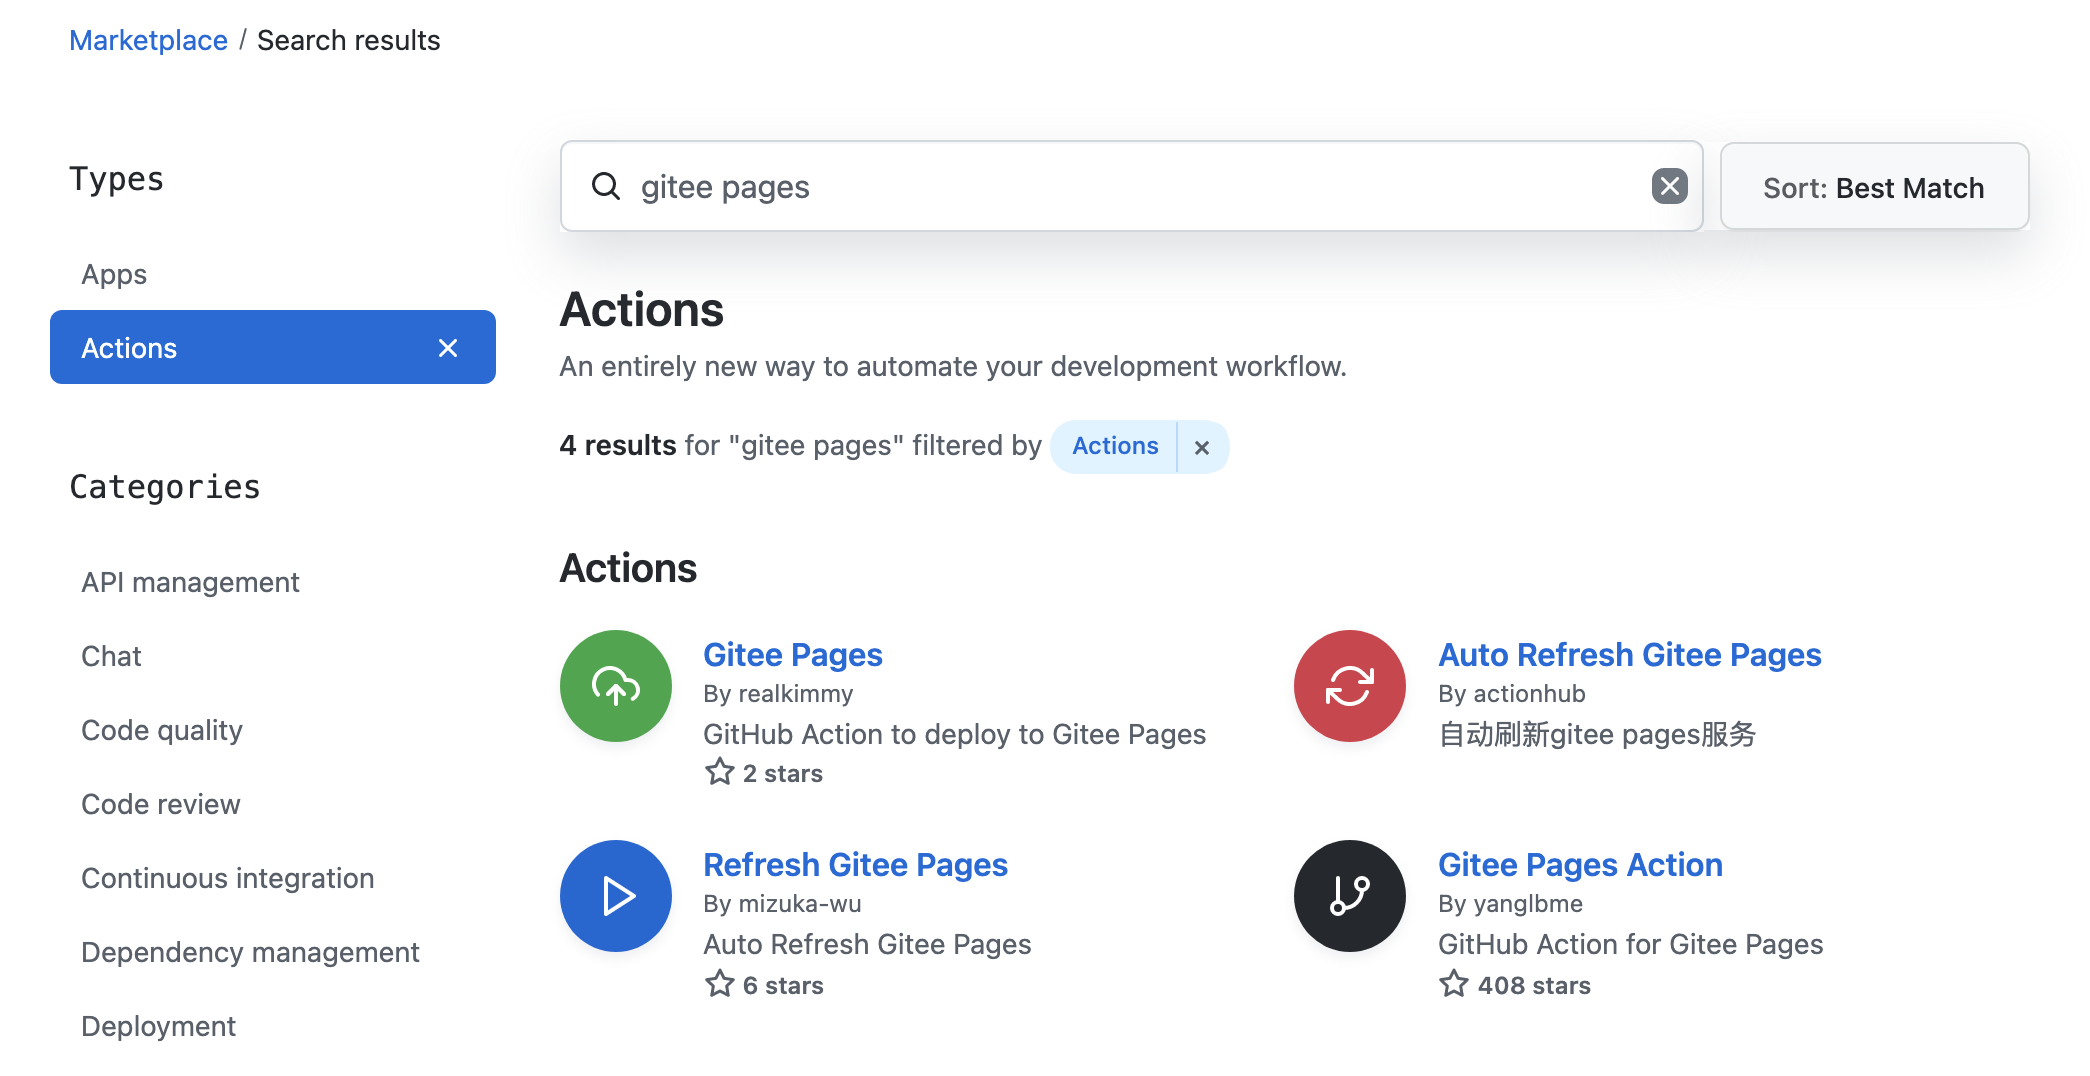 Marketplace / Search results
Types
Apps
Actions
Categories
API management
Chat
Code quality
Code review
Continuous integration
Dependency management
Deployment
gitee pages
Sort: Best Match
Actions
An entirely new way to automate your development workflow.
4 results for "gitee pages" filtered by Actions
Actions
Gitee Pages
By realkimmy
GitHub Action to deploy to Gitee Pages
2 stars
Auto Refresh Gitee Pages
By actionhub
自动刷新gitee pages服务
Refresh Gitee Pages
By mizuka-wu
Auto Refresh Gitee Pages
6 stars
Gitee Pages Action
By yanglbme
GitHub Action for Gitee Pages
408 stars